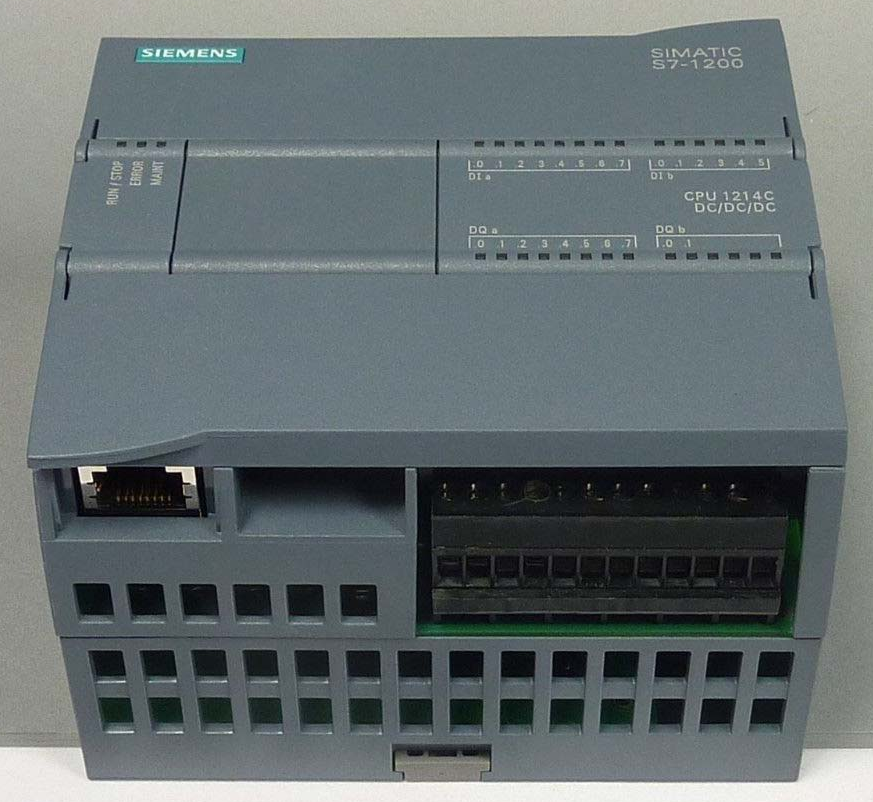 SIEMENS
SIMATIC
S7-1200
RUN / STOP
ERROR
MAINT
.0 .1 .2 .3 .4 .5 .6 .7
DI a
.0 .1 .2 .3 .4 .5
DI b
CPU 1214C
DC/DC/DC
DQ a
.0 .1 .2 .3 .4 .5 .6 .7
DQ b
.0 .1